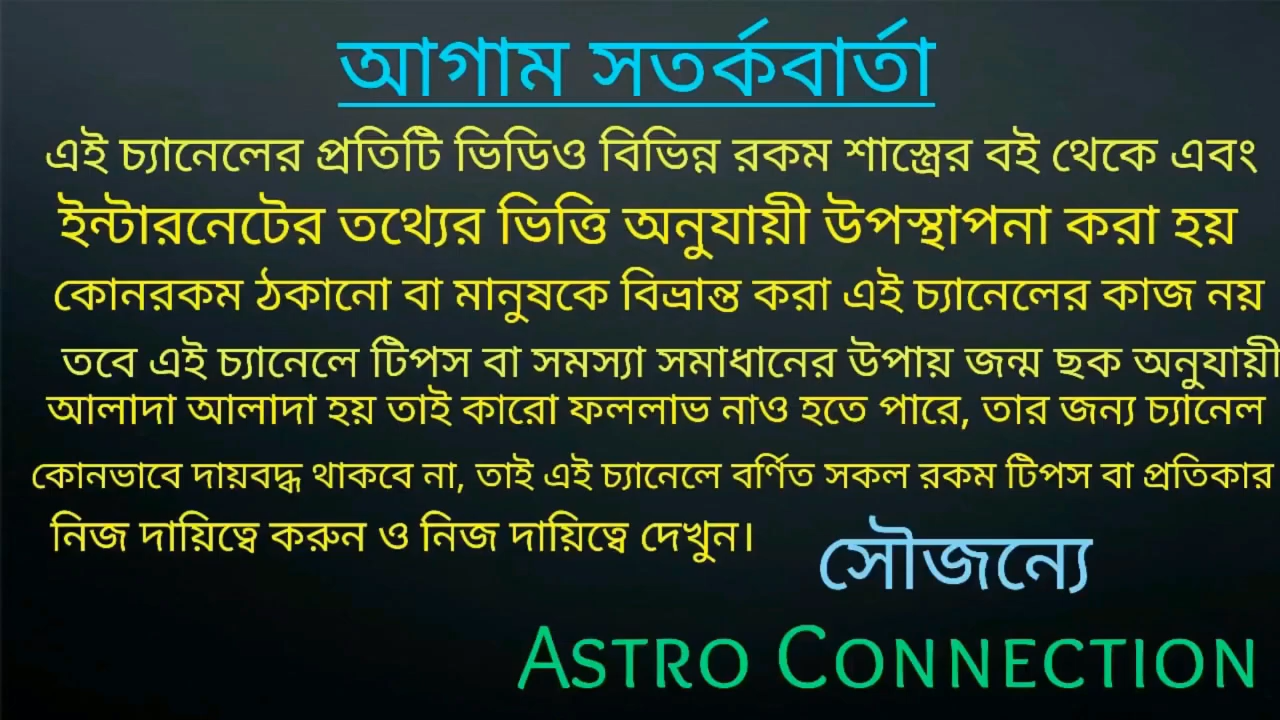 আগাম সতর্কবার্তা
এই চ্যানেলের প্রতিটি ভিডিও বিভিন্ন রকম শাস্ত্রের বই থেকে এবং
ইন্টারনেটের তথ্যের ভিত্তি অনুযায়ী উপস্থাপনা করা হয়
কোনরকম ঠকানো বা মানুষকে বিভ্রান্ত করা এই চ্যানেলের কাজ নয়
তবে এই চ্যানেলে টিপস বা সমস্যা সমাধানের উপায় জন্ম ছক অনুযায়ী
আলাদা আলাদা হয় তাই কারো ফললাভ নাও হতে পারে, তার জন্য চ্যানেল
কোনভাবে দায়বদ্ধ থাকবে না, তাই এই চ্যানেলে বর্ণিত সকল রকম টিপস বা প্রতিকার
নিজ দায়িত্বে করুন ও নিজ দায়িত্বে দেখুন।
সৌজন্যে
ASTRO CONNECTION